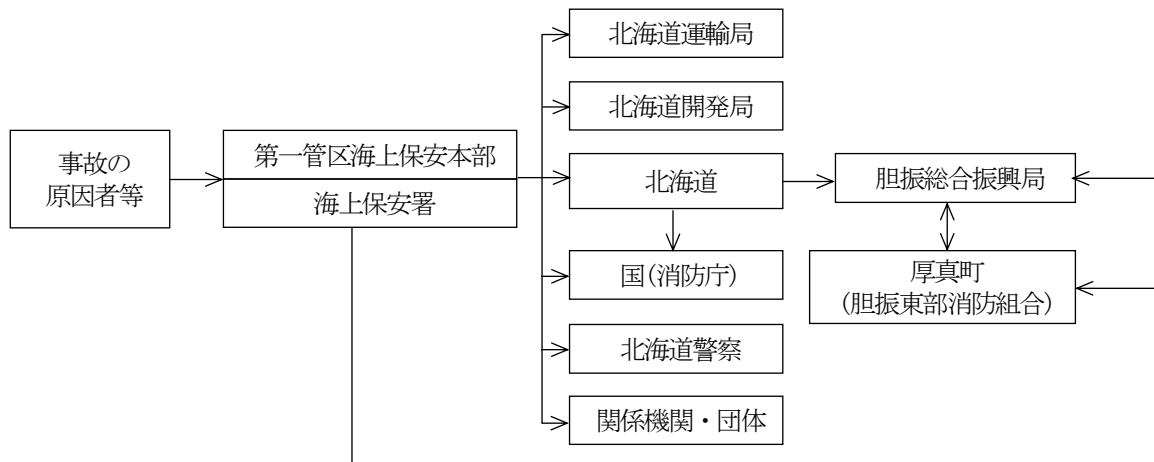 事故の
原因者等
第一管区海上保安本部
海上保安署
北海道運輸局
北海道開発局
北海道
国(消防庁)
北海道警察
関係機関・団体
胆振総合振興局
厚真町
(胆振東部消防組合)